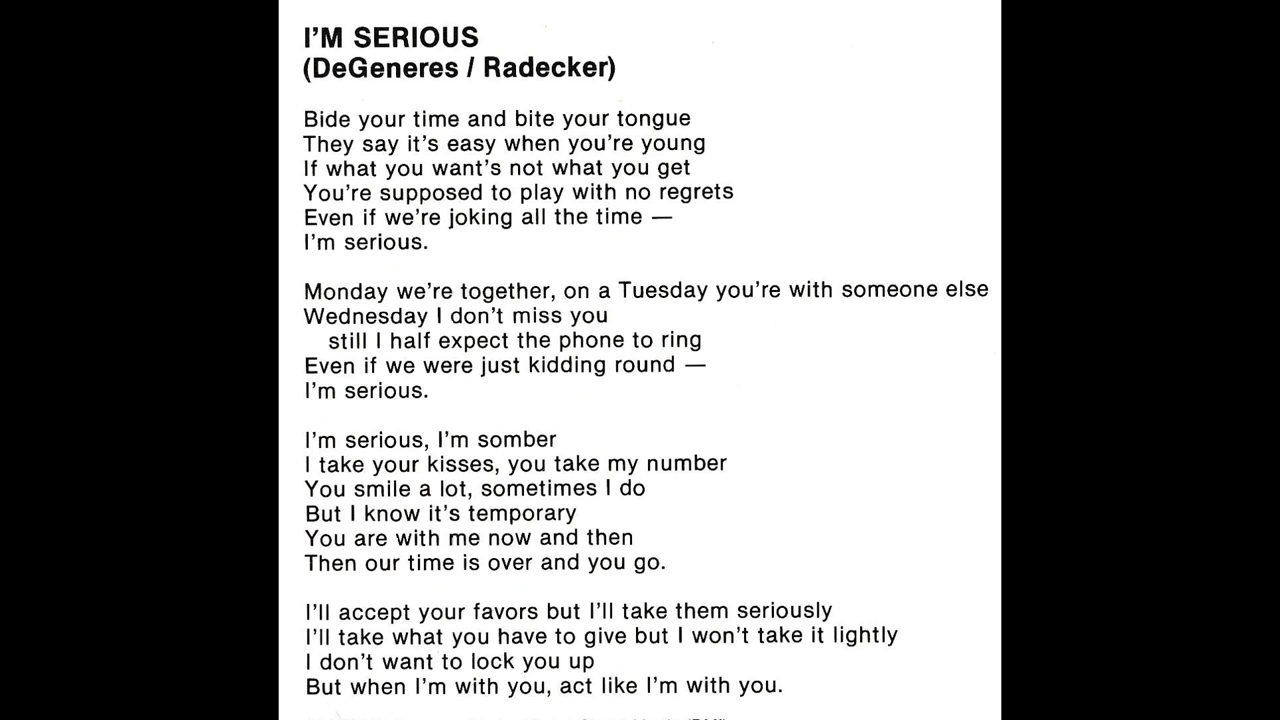 I'M SERIOUS
(DeGeneres / Radecker)
Bide your time and bite your tongue
They say it's easy when you're young
If what you want's not what you get
You're supposed to play with no regrets
Even if we're joking all the time —
I'm serious.
Monday we're together, on a Tuesday you're with someone else
Wednesday I don't miss you
still I half expect the phone to ring
Even if we were just kidding round —
I'm serious.
I'm serious, I'm somber
I take your kisses, you take my number
You smile a lot, sometimes I do
But I know it's temporary
You are with me now and then
Then our time is over and you go.
I'll accept your favors but I'll take them seriously
I'll take what you have to give but I won't take it lightly
I don't want to lock you up
But when I'm with you, act like I'm with you.